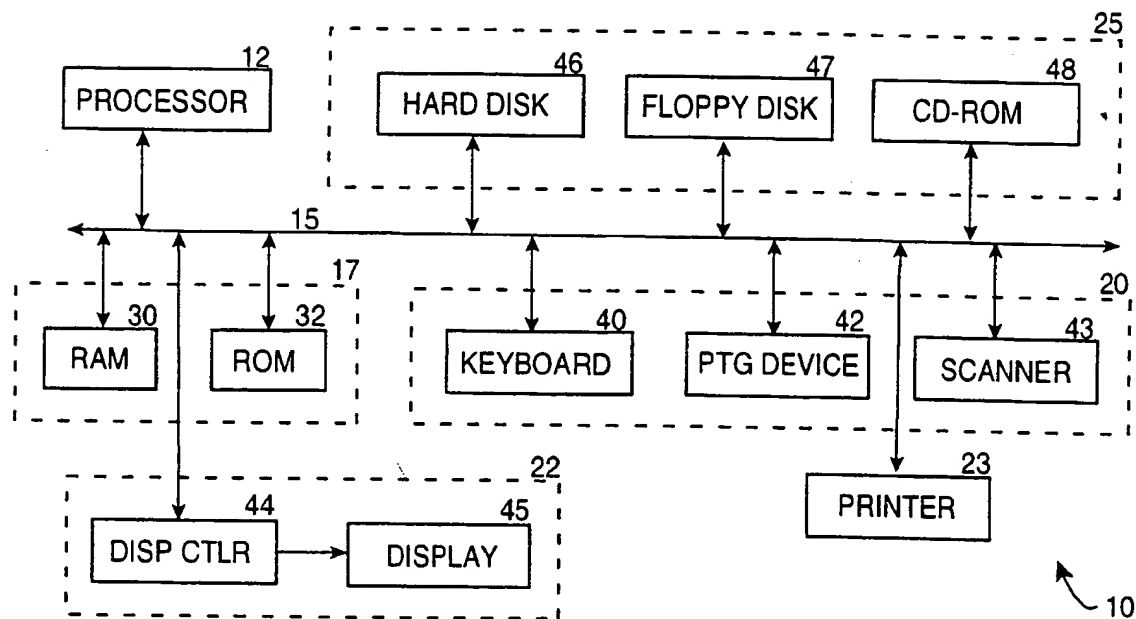 25
12
46
47
48
PROCESSOR
HARD DISK
FLOPPY DISK
CD-ROM
15
17
20
30
32
40
42
43
RAM
ROM
KEYBOARD
PTG DEVICE
SCANNER
22
23
44
45
PRINTER
DISP CTLR
DISPLAY
10